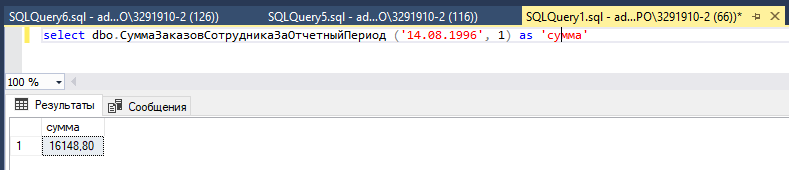 SQLQuery6.sql - ad...O\3291910-2 (126)) SQLQuery5.sql - ad...O\3291910-2 (116)) SQLQuery1.sql - ad...PO\3291910-2 (66))*
select dbo.СуммаЗаказовСотрудникаЗаОтчетныйПериод ('14.08.1996', 1) as 'сумма'
100 %
Результаты Сообщения
сумма
1 16148,80